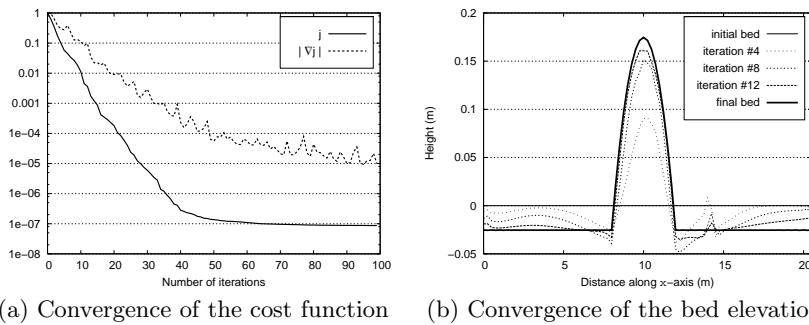 1
0.1
0.01
0.001
1e−04
1e−05
1e−06
1e−07
1e−08
0 10 20 30 40 50 60 70 80 90 100
Number of iterations
j
|∇j|
0.2
0.15
0.1
0.05
0
−0.05
0 5 10 15 20
Distance along x−axis (m)
Height (m)
initial bed
iteration #4
iteration #8
iteration #12
final bed
(a) Convergence of the cost function
(b) Convergence of the bed elevatio